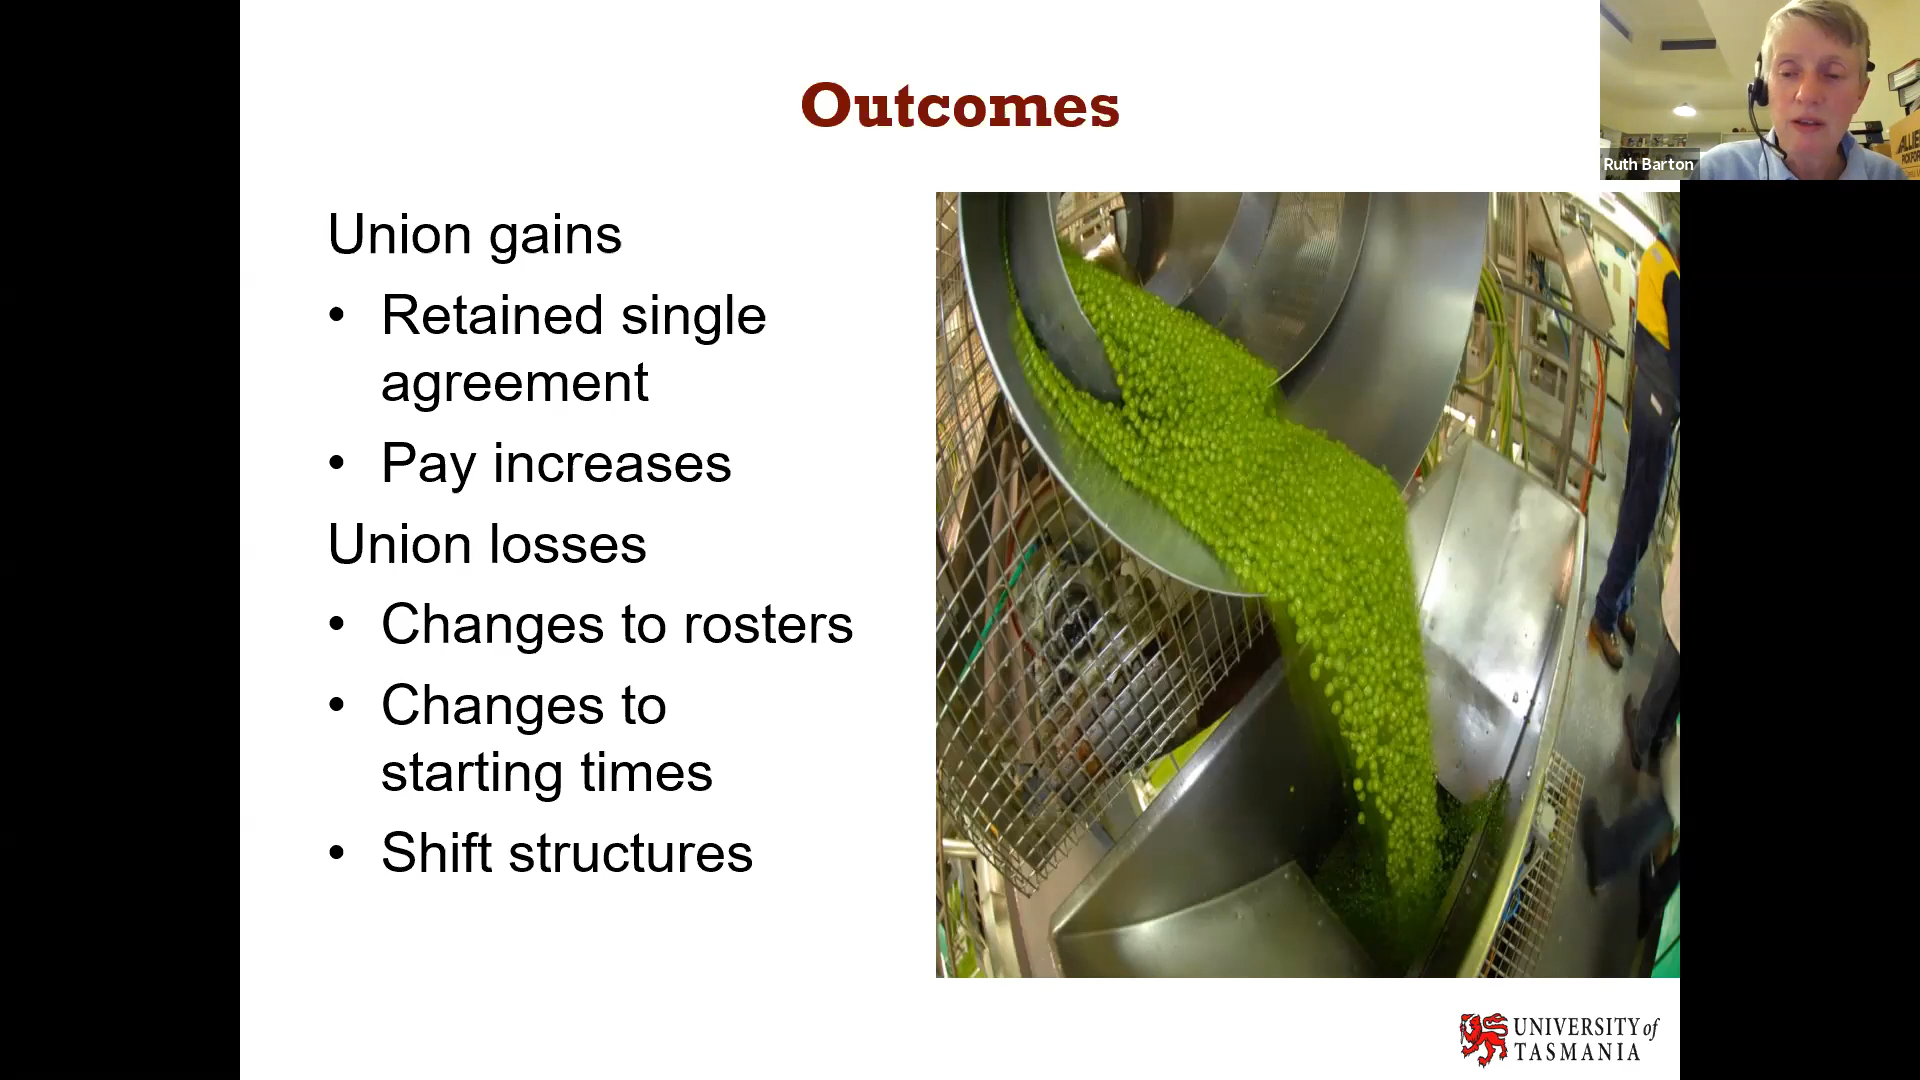 Outcomes
Ruth Barton
Union gains
• Retained single
agreement
• Pay increases
Union losses
• Changes to rosters
• Changes to
starting times
• Shift structures
UNIVERSITY of
TASMANIA